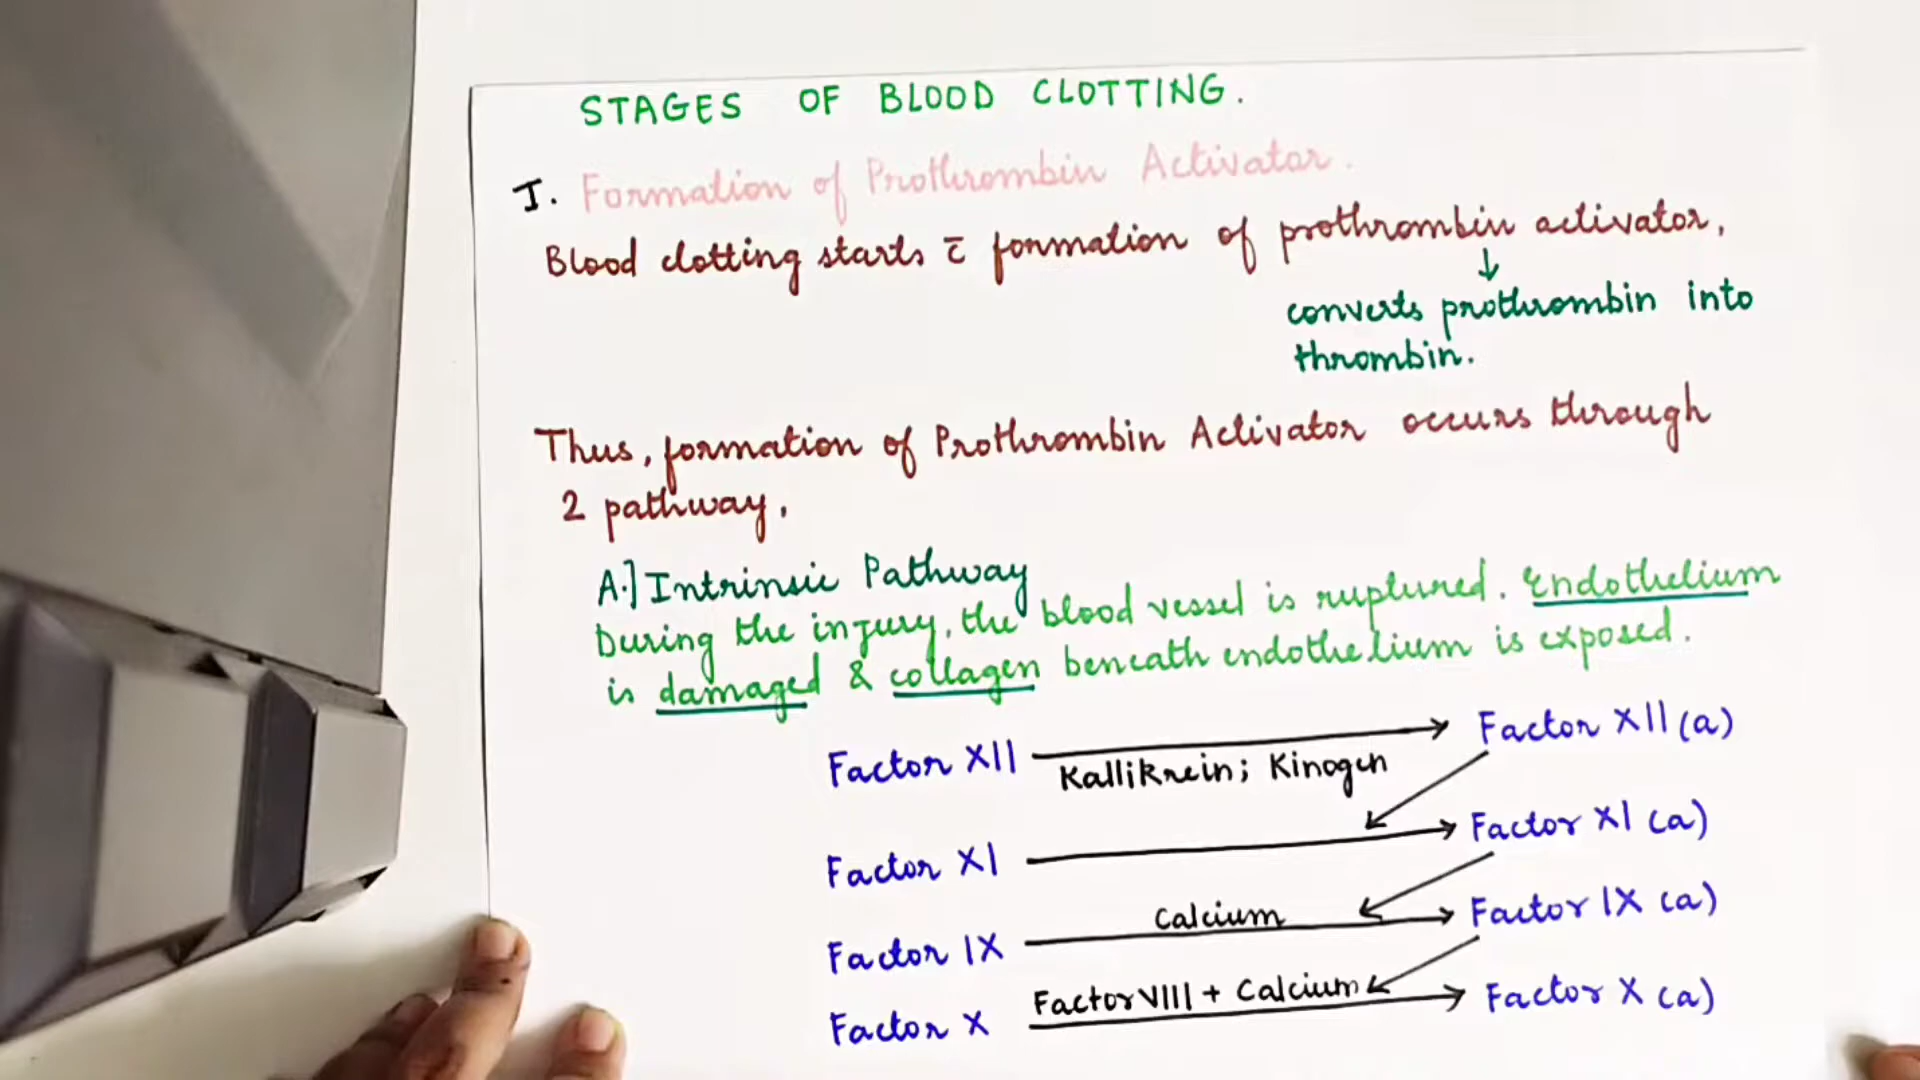 STAGES OF BLOOD CLOTTING.
I. Formation of Prothrombin Activator.
Blood clotting starts c̄ formation of prothrombin activator,
↓
converts prothrombin into
thrombin.
Thus, formation of Prothrombin Activator occurs through
2 pathway,
A.] Intrinsic Pathway
During the injury, the blood vessel is ruptured. Endothelium
is damaged & collagen beneath endothelium is exposed.
Factor XII → Factor XII (a)
Kallikrein; Kinogen
Factor XI → Factor XI (a)
Calcium
Factor IX → Factor IX (a)
Factor VIII + Calcium
Factor X → Factor X (a)